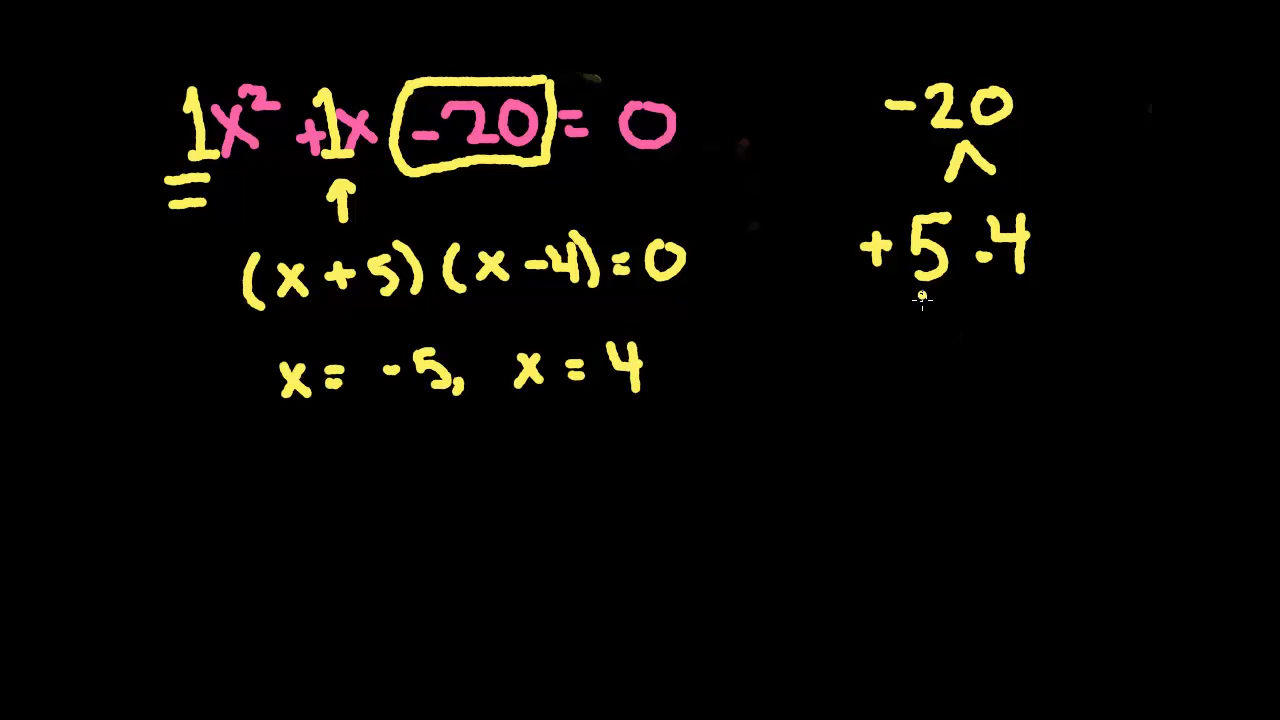 1x² +1x -20 = 0
(x + 5) (x - 4) = 0
x = -5, x = 4
-20
+5 -4